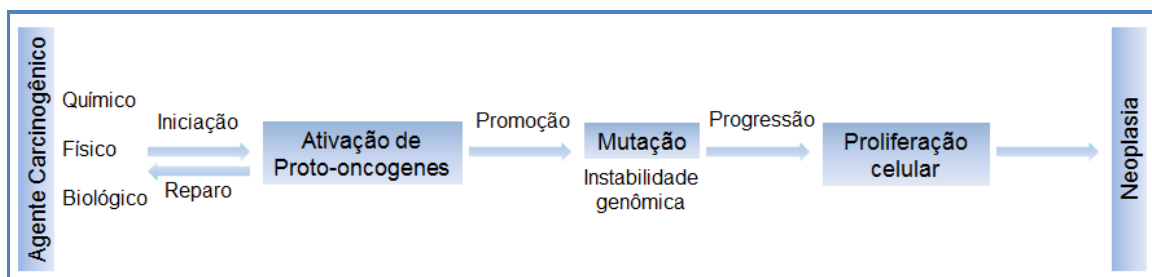 Agente Carcinogênico
Químico
Físico
Biológico
Iniciação
Reparo
Ativação de
Proto-oncogenes
Promoção
Mutação
Instabilidade
genômica
Progressão
Proliferação
celular
Neoplasia